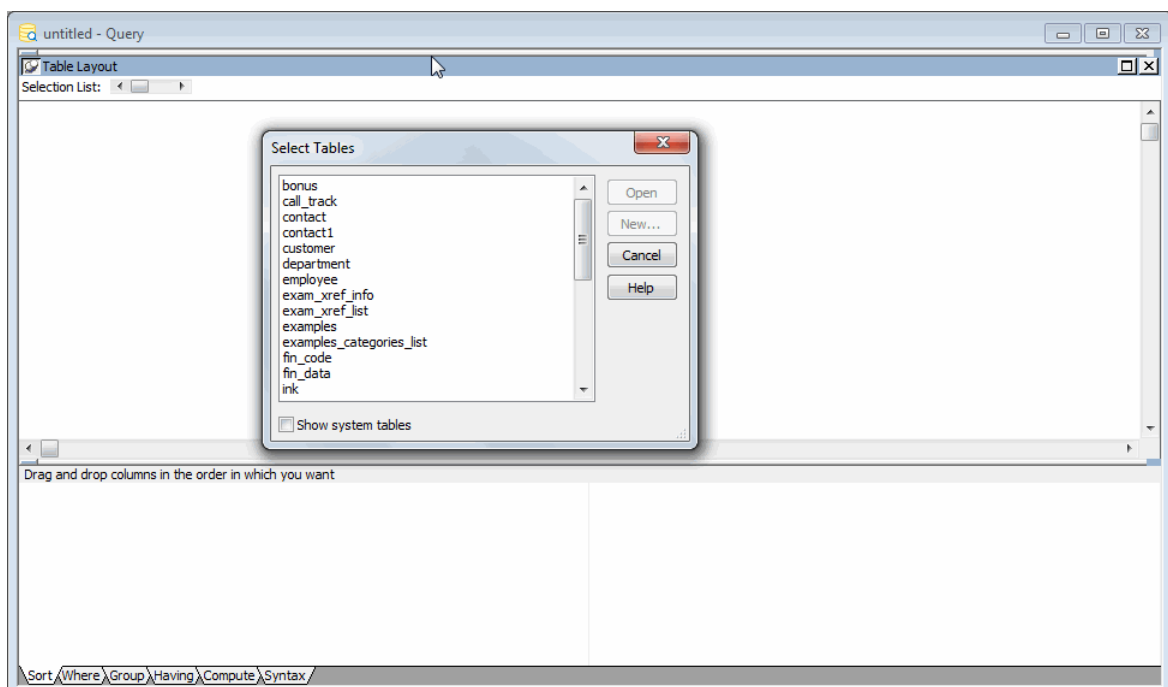 untitled - Query
Table Layout
Selection List:
Select Tables
bonus
call_track
contact
contact1
customer
department
employee
exam_xref_info
exam_xref_list
examples
examples_categories_list
fin_code
fin_data
ink
Open
New...
Cancel
Help
Show system tables
Drag and drop columns in the order in which you want
Sort Where Group Having Compute Syntax